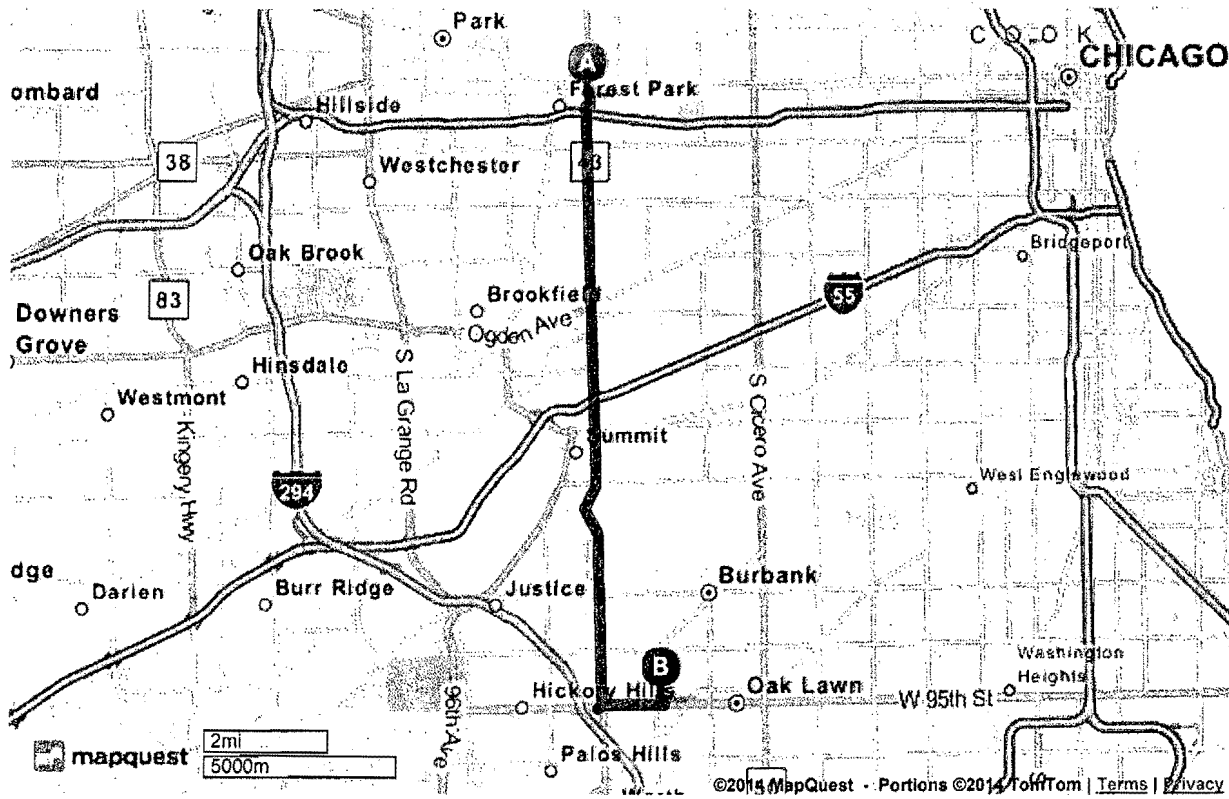 Park
C O O K
CHICAGO
A
ombard
Forest Park
Hillside
38
43
Westchester
Oak Brook
Bridgeport
83
55
Downers
Grove
Brookfield
Ogden Ave
Hinsdale
S La Grange Rd
S Cicero Ave
Westmont
Kingery Hwy
Summit
294
West Englewood
dge
Darien
Burr Ridge
Justice
Burbank
B
Washington
Heights
Hickory Hills
Oak Lawn
W 95th St
96th Ave
Palos Hills
mapquest
2mi
5000m
Worth
©2014 MapQuest - Portions ©2014 TomTom | Terms | Privacy